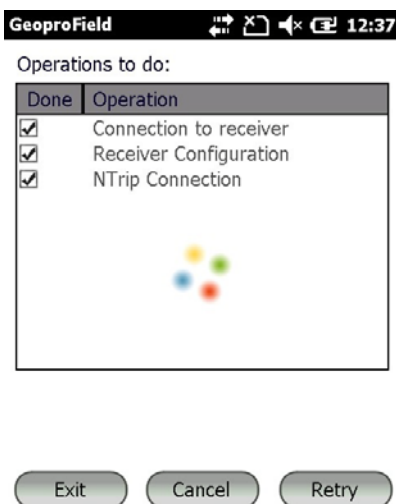 GeoproField 12:37
Operations to do:
Done Operation
Connection to receiver
Receiver Configuration
NTrip Connection
Exit Cancel Retry